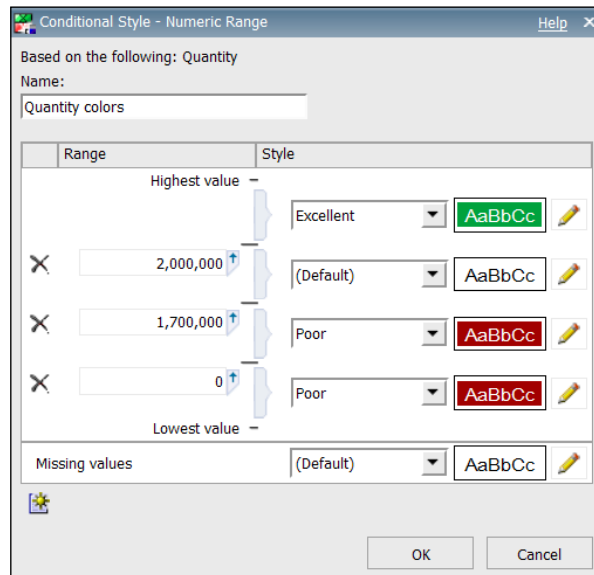 Conditional Style - Numeric Range Help
Based on the following: Quantity
Name:
Quantity colors
Range Style
Highest value
Excellent AaBbCc
2,000,000
(Default) AaBbCc
1,700,000
Poor AaBbCc
0
Poor AaBbCc
Lowest value
Missing values (Default) AaBbCc
OK Cancel